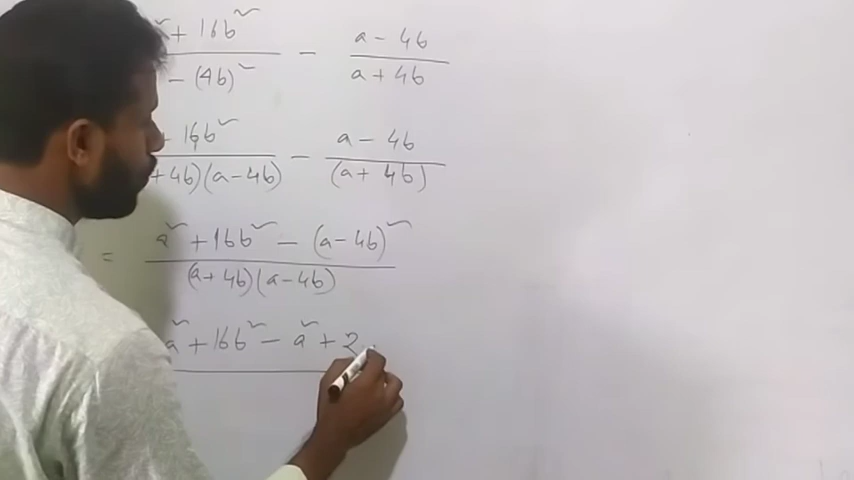 + 16b² / - (4b)² - a - 4b / a + 4b
16b² / + 4b)(a - 4b) - a - 4b / (a + 4b)
= a² + 16b² - (a - 4b)² / (a + 4b)(a - 4b)
a² + 16b² - a² + 2